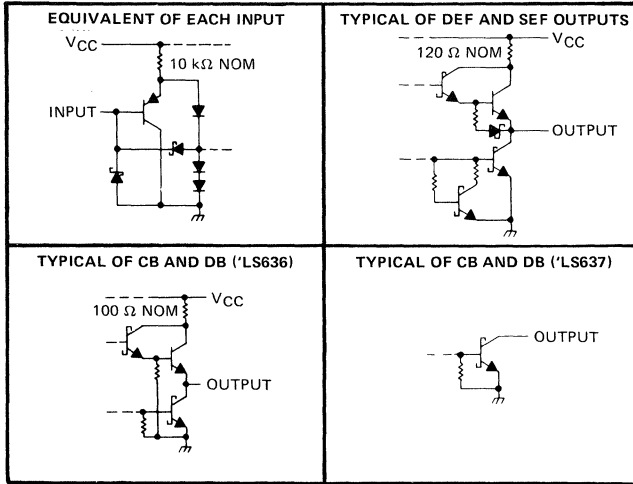 EQUIVALENT OF EACH INPUT
VCC
10 kΩ NOM
INPUT
TYPICAL OF DEF AND SEF OUTPUTS
120 Ω NOM
VCC
OUTPUT
TYPICAL OF CB AND DB ('LS636)
VCC
100 Ω NOM
OUTPUT
TYPICAL OF CB AND DB ('LS637)
OUTPUT